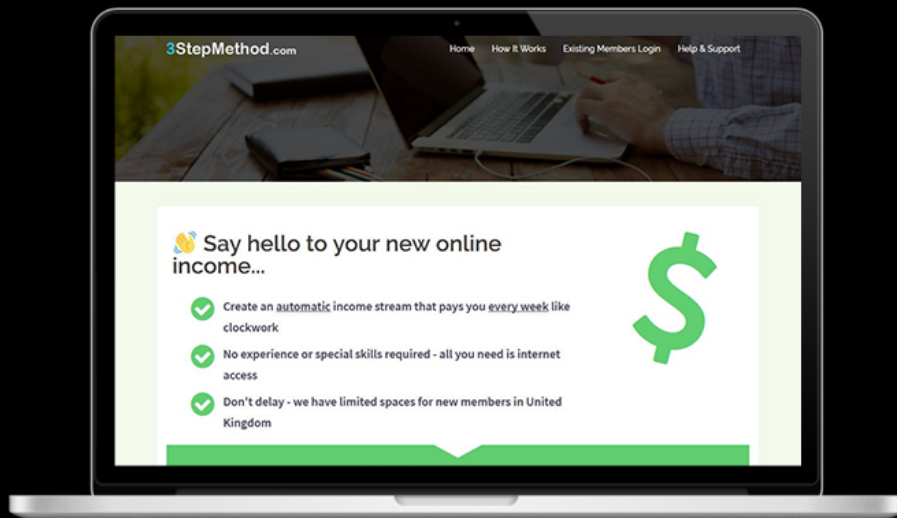 3StepMethod.com
Home How It Works Existing Members Login Help & Support
👋 Say hello to your new online
income...
Create an automatic income stream that pays you every week like
clockwork
No experience or special skills required - all you need is internet
access
Don't delay - we have limited spaces for new members in United
Kingdom